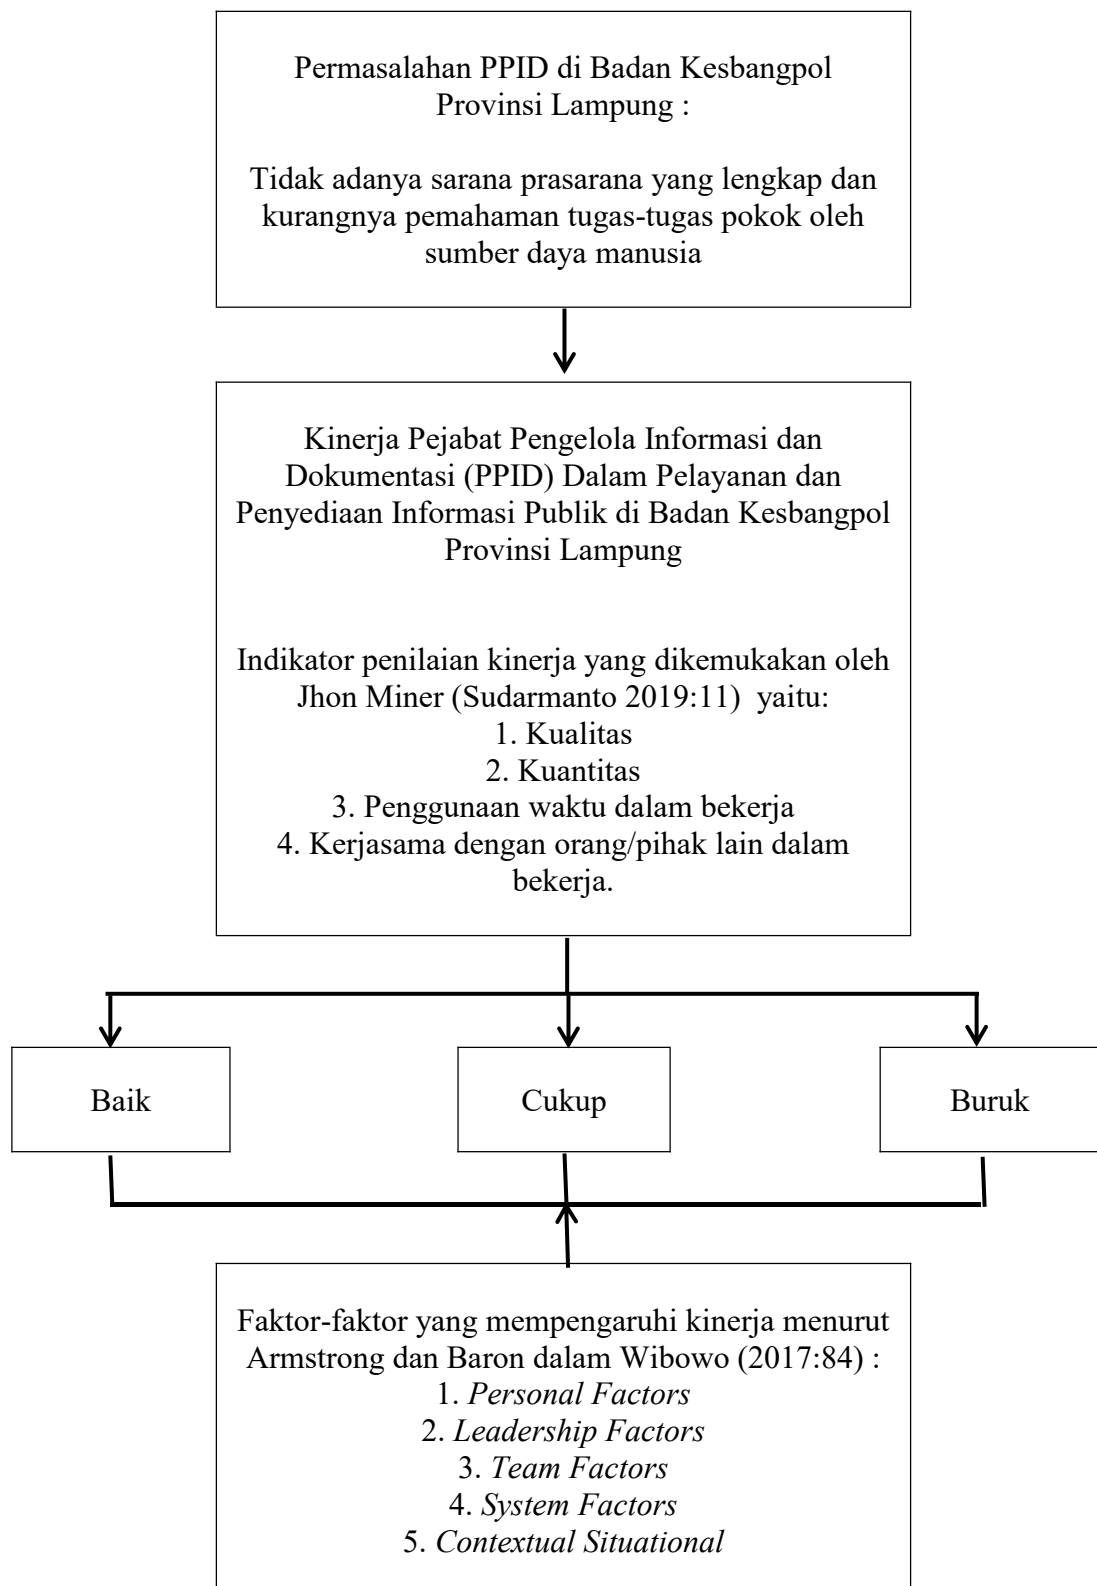 Permasalahan PPID di Badan Kesbangpol
Provinsi Lampung :
Tidak adanya sarana prasarana yang lengkap dan
kurangnya pemahaman tugas-tugas pokok oleh
sumber daya manusia
Kinerja Pejabat Pengelola Informasi dan
Dokumentasi (PPID) Dalam Pelayanan dan
Penyediaan Informasi Publik di Badan Kesbangpol
Provinsi Lampung
Indikator penilaian kinerja yang dikemukakan oleh
Jhon Miner (Sudarmanto 2019:11)  yaitu:
1. Kualitas
2. Kuantitas
3. Penggunaan waktu dalam bekerja
4. Kerjasama dengan orang/pihak lain dalam
bekerja.
Baik
Cukup
Buruk
Faktor-faktor yang mempengaruhi kinerja menurut
Armstrong dan Baron dalam Wibowo (2017:84) :
1. Personal Factors
2. Leadership Factors
3. Team Factors
4. System Factors
5. Contextual Situational